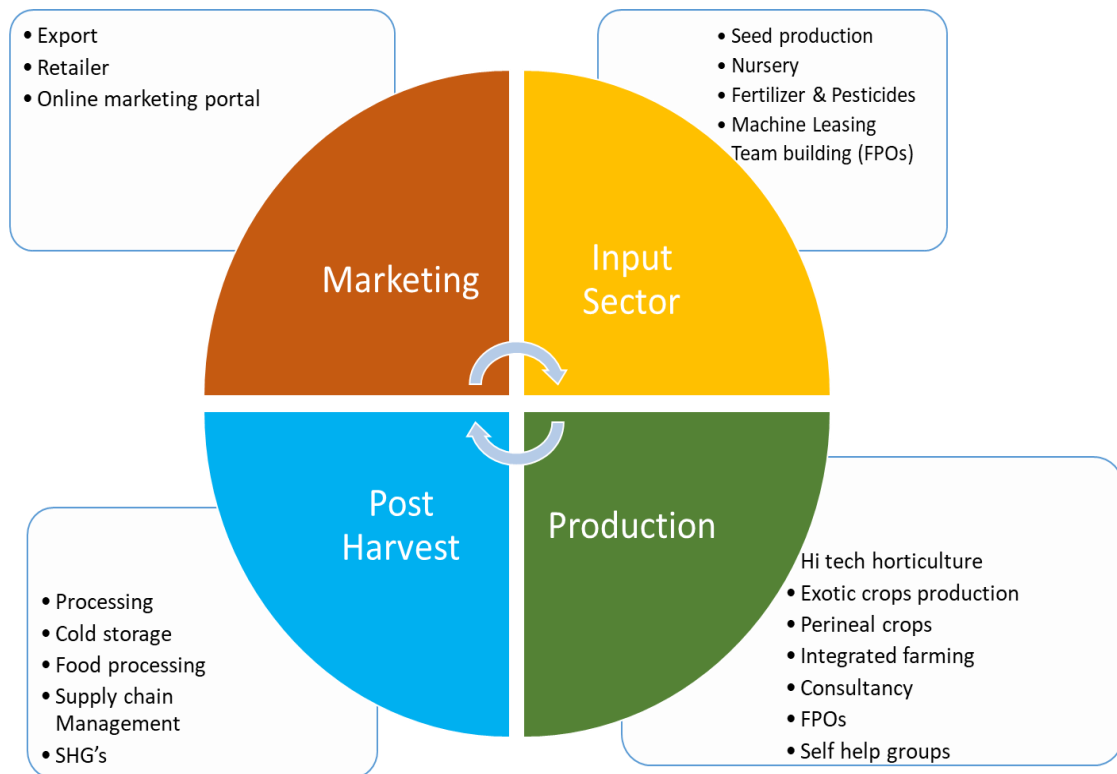 • Export
• Retailer
• Online marketing portal
• Seed production
• Nursery
• Fertilizer & Pesticides
• Machine Leasing
Team building (FPOs)
Marketing
Input
Sector
Post
Harvest
Production
• Processing
• Cold storage
• Food processing
• Supply chain
Management
• SHG’s
Hi tech horticulture
• Exotic crops production
• Perineal crops
• Integrated farming
• Consultancy
• FPOs
• Self help groups